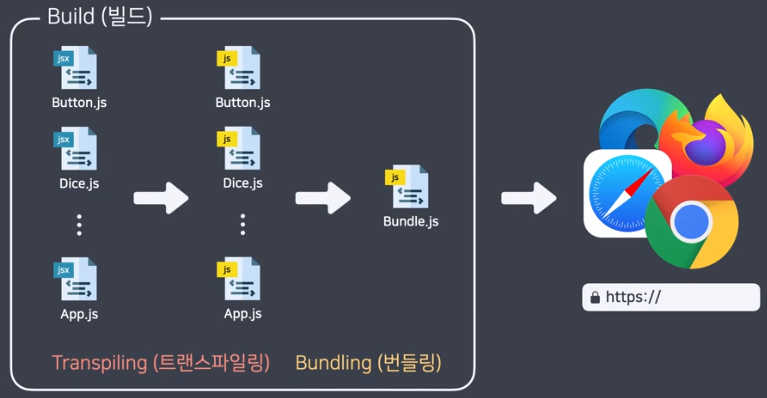 Build (빌드)
jsx
js
Button.js
Button.js
jsx
js
Dice.js
Dice.js
js
Bundle.js
jsx
js
App.js
App.js
https://
Transpiling (트랜스파일링)
Bundling (번들링)